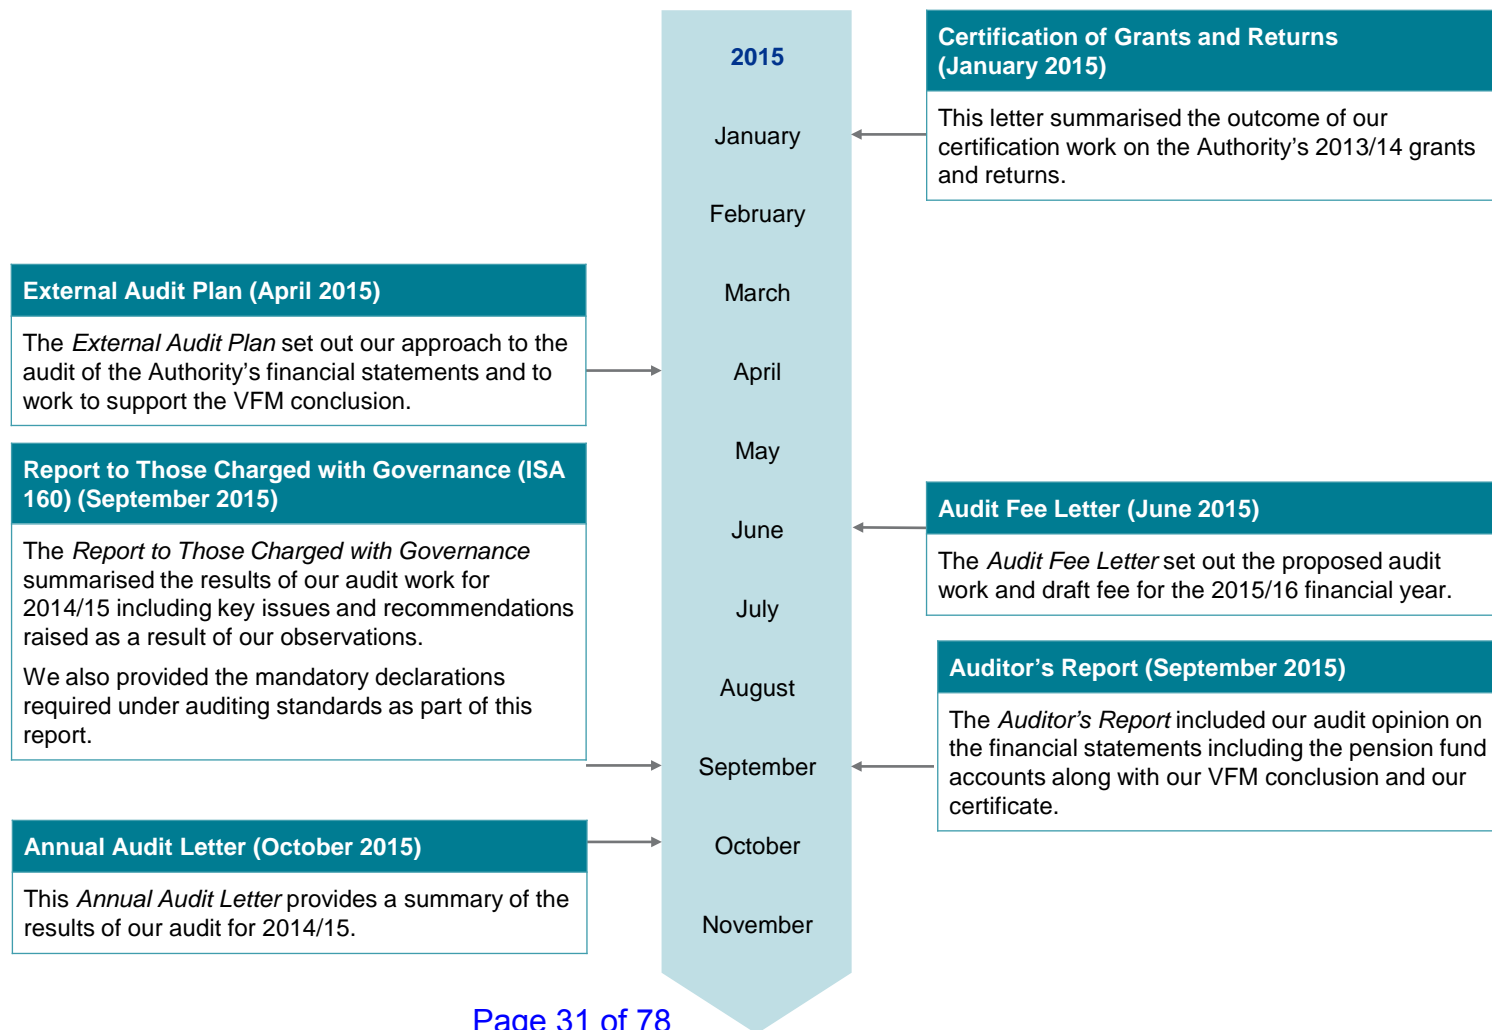 2015
January
February
March
April
May
June
July
August
September
October
November
Certification of Grants and Returns
(January 2015)
This letter summarised the outcome of our
certification work on the Authority’s 2013/14 grants
and returns.
External Audit Plan (April 2015)
The External Audit Plan set out our approach to the
audit of the Authority’s financial statements and to
work to support the VFM conclusion.
Report to Those Charged with Governance (ISA
160) (September 2015)
The Report to Those Charged with Governance
summarised the results of our audit work for
2014/15 including key issues and recommendations
raised as a result of our observations.
We also provided the mandatory declarations
required under auditing standards as part of this
report.
Audit Fee Letter (June 2015)
The Audit Fee Letter set out the proposed audit
work and draft fee for the 2015/16 financial year.
Auditor’s Report (September 2015)
The Auditor’s Report included our audit opinion on
the financial statements including the pension fund
accounts along with our VFM conclusion and our
certificate.
Annual Audit Letter (October 2015)
This Annual Audit Letter provides a summary of the
results of our audit for 2014/15.
Page 31 of 78